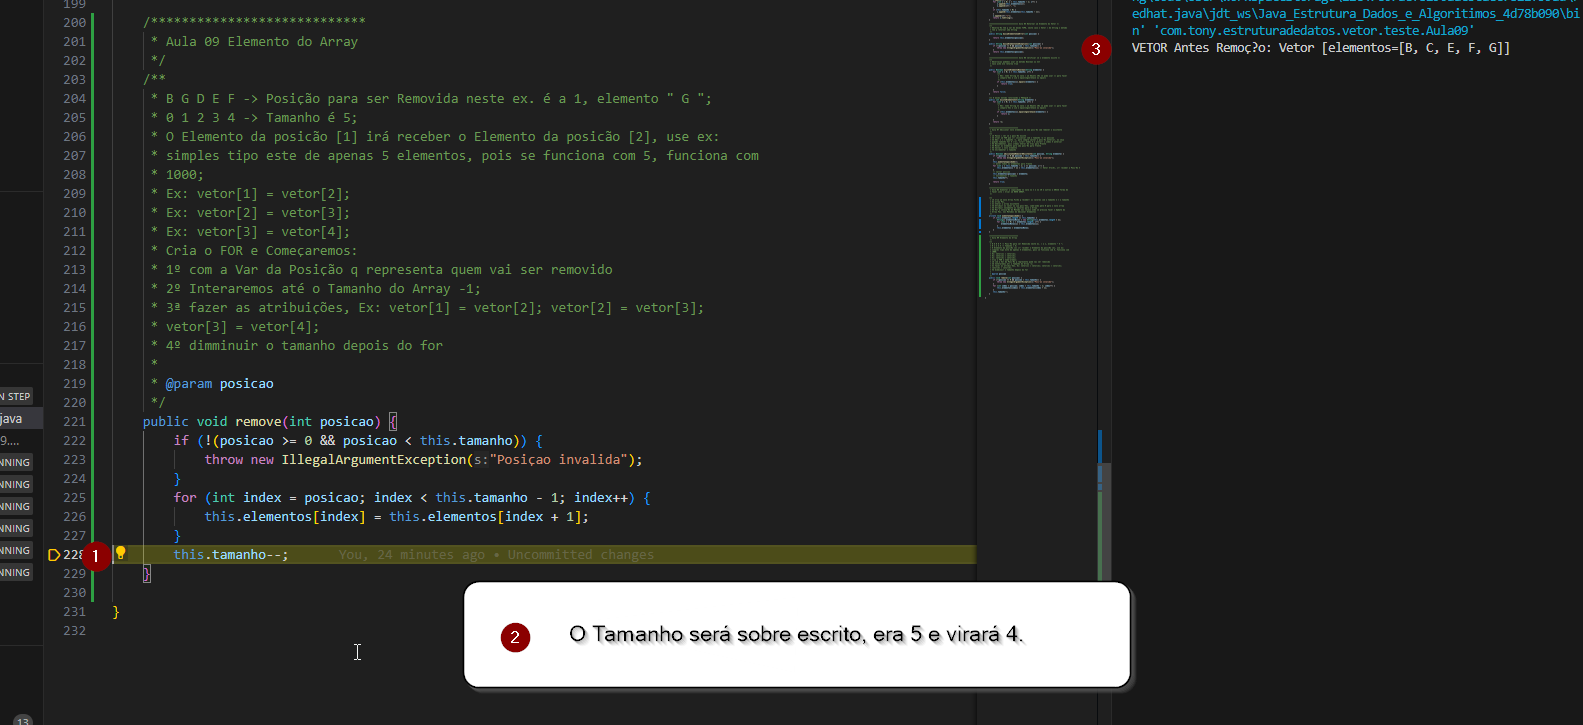 199
200 /****************************
201 * Aula 09 Elemento do Array
202 */
203 /**
204 * B G D E F -> Posição para ser Removida neste ex. é a 1, elemento " G ";
205 * 0 1 2 3 4 -> Tamanho é 5;
206 * O Elemento da posicão [1] irá receber o Elemento da posicão [2], use ex:
207 * simples tipo este de apenas 5 elementos, pois se funciona com 5, funciona com
208 * 1000;
209 * Ex: vetor[1] = vetor[2];
210 * Ex: vetor[2] = vetor[3];
211 * Ex: vetor[3] = vetor[4];
212 * Cria o FOR e Começaremos:
213 * 1º com a Var da Posição q representa quem vai ser removido
214 * 2º Interaremos até o Tamanho do Array -1;
215 * 3ª fazer as atribuições, Ex: vetor[1] = vetor[2]; vetor[2] = vetor[3];
216 * vetor[3] = vetor[4];
217 * 4º dimminuir o tamanho depois do for
218 *
219 * @param posicao
220 */
221 public void remove(int posicao) {
222 if (!(posicao >= 0 && posicao < this.tamanho)) {
223 throw new IllegalArgumentException(s:"Posiçao invalida");
224 }
225 for (int index = posicao; index < this.tamanho - 1; index++) {
226 this.elementos[index] = this.elementos[index + 1];
227 }
228 this.tamanho--; You, 24 minutes ago • Uncommitted changes
229 }
230
231 }
232
1
2 O Tamanho será sobre escrito, era 5 e virará 4.
N STEP
java
9....
NNING
NNING
NNING
NNING
NNING
NNING
13
edhat.java\jdt_ws\Java_Estrutura_Dados_e_Algoritimos_4d78b090\bi
n' 'com.tony.estruturadedatos.vetor.teste.Aula09'
3 VETOR Antes Remoç?o: Vetor [elementos=[B, C, E, F, G]]